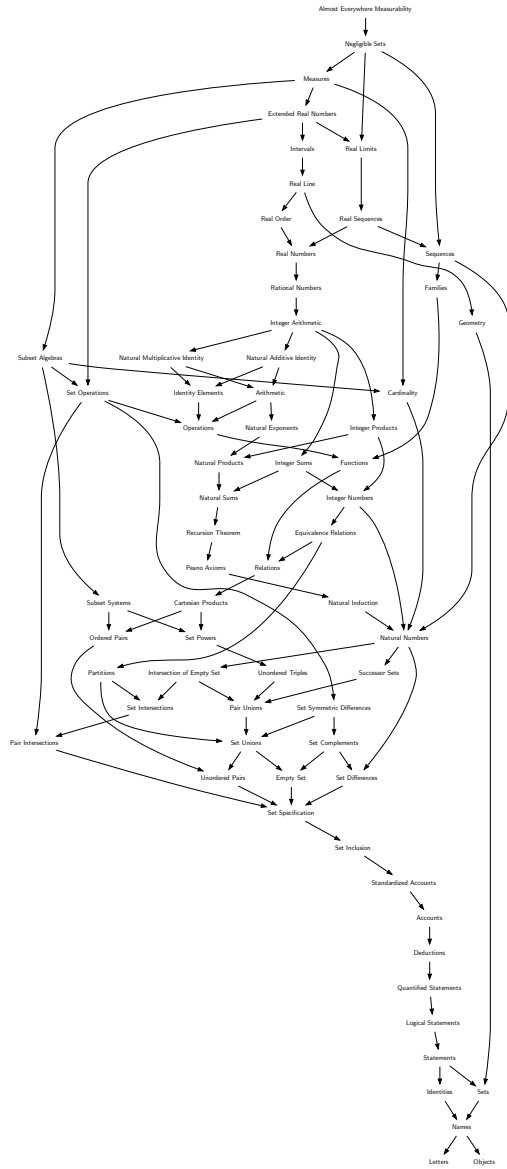 Almost Everywhere Measurability
Negligible Sets
Measures
Extended Real Numbers
Intervals
Real Limits
Real Line
Real Order
Real Sequences
Real Numbers
Sequences
Rational Numbers
Families
Integer Arithmetic
Geometry
Subset Algebras
Natural Multiplicative Identity
Natural Additive Identity
Set Operations
Identity Elements
Arithmetic
Cardinality
Operations
Natural Exponents
Integer Products
Natural Products
Integer Sums
Functions
Natural Sums
Integer Numbers
Recursion Theorem
Equivalence Relations
Peano Axioms
Relations
Subset Systems
Cartesian Products
Natural Induction
Ordered Pairs
Set Powers
Natural Numbers
Partitions
Intersection of Empty Set
Unordered Triples
Successor Sets
Set Intersections
Pair Unions
Set Symmetric Differences
Pair Intersections
Set Unions
Set Complements
Unordered Pairs
Empty Set
Set Differences
Set Specification
Set Inclusion
Standardized Accounts
Accounts
Deductions
Quantified Statements
Logical Statements
Statements
Identities
Sets
Names
Letters
Objects